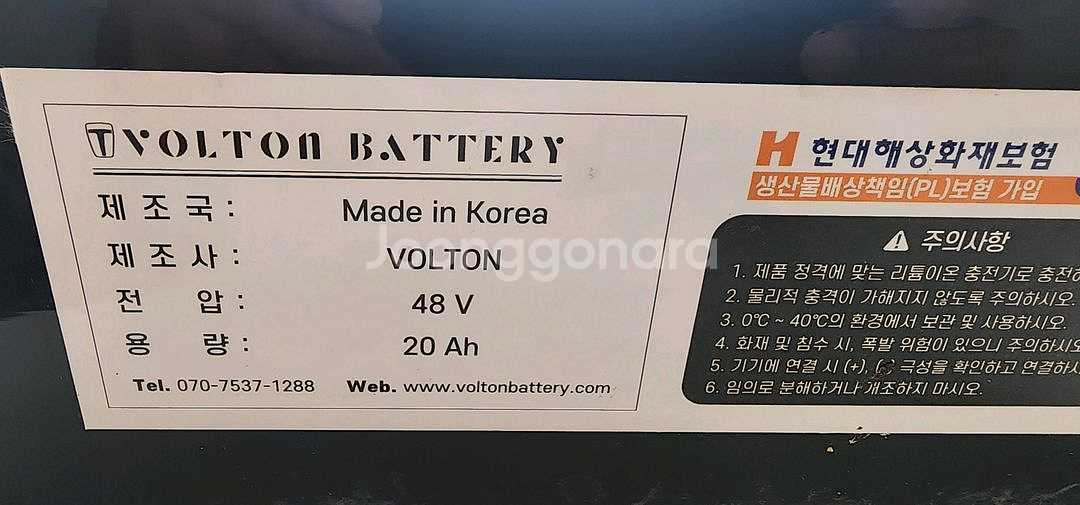 VOLTON BATTERY
제 조 국 : Made in Korea
제 조 사 : VOLTON
전 압 : 48 V
용 량 : 20 Ah
Tel. 070-7537-1288 Web. www.voltonbattery.com
H 현대해상화재보험
생산물배상책임(PL)보험 가입
⚠ 주의사항
1. 제품 정격에 맞는 리튬이온 충전기로 충전하
2. 물리적 충격이 가해지지 않도록 주의하시오.
3. 0℃ ~ 40℃의 환경에서 보관 및 사용하시오.
4. 화재 및 침수 시, 폭발 위험이 있으니 주의하시오
5. 기기에 연결 시 (+), 극성을 확인하고 연결하시
6. 임의로 분해하거나 개조하지 마시오.
Joonggonara